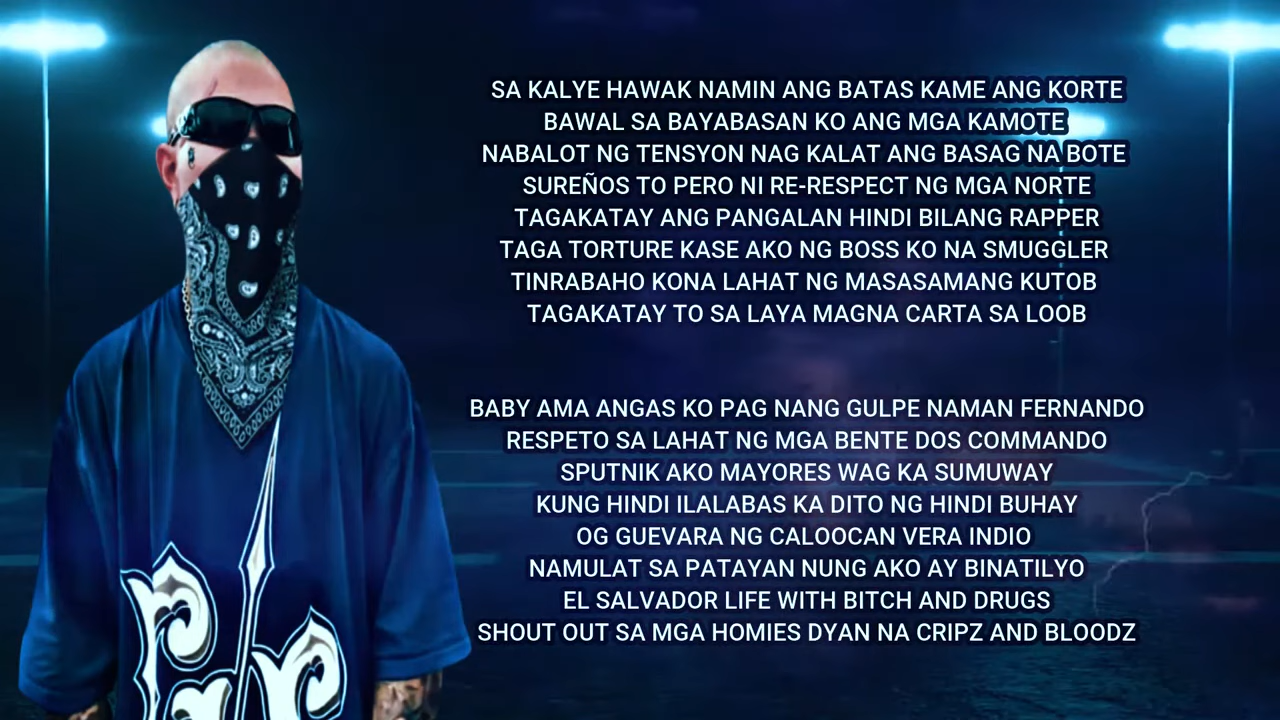 SA KALYE HAWAK NAMIN ANG BATAS KAME ANG KORTE
BAWAL SA BAYABASAN KO ANG MGA KAMOTE
NABALOT NG TENSYON NAG KALAT ANG BASAG NA BOTE
SUREÑOS TO PERO NI RE-RESPECT NG MGA NORTE
TAGAKATAY ANG PANGALAN HINDI BILANG RAPPER
TAGA TORTURE KASE AKO NG BOSS KO NA SMUGGLER
TINRABAHO KONA LAHAT NG MASASAMANG KUTOB
TAGAKATAY TO SA LAYA MAGNA CARTA SA LOOB
BABY AMA ANGAS KO PAG NANG GULPE NAMAN FERNANDO
RESPETO SA LAHAT NG MGA BENTE DOS COMMANDO
SPUTNIK AKO MAYORES WAG KA SUMUWAY
KUNG HINDI ILALABAS KA DITO NG HINDI BUHAY
OG GUEVARA NG CALOOCAN VERA INDIO
NAMULAT SA PATAYAN NUNG AKO AY BINATILYO
EL SALVADOR LIFE WITH BITCH AND DRUGS
SHOUT OUT SA MGA HOMIES DYAN NA CRIPZ AND BLOODZ